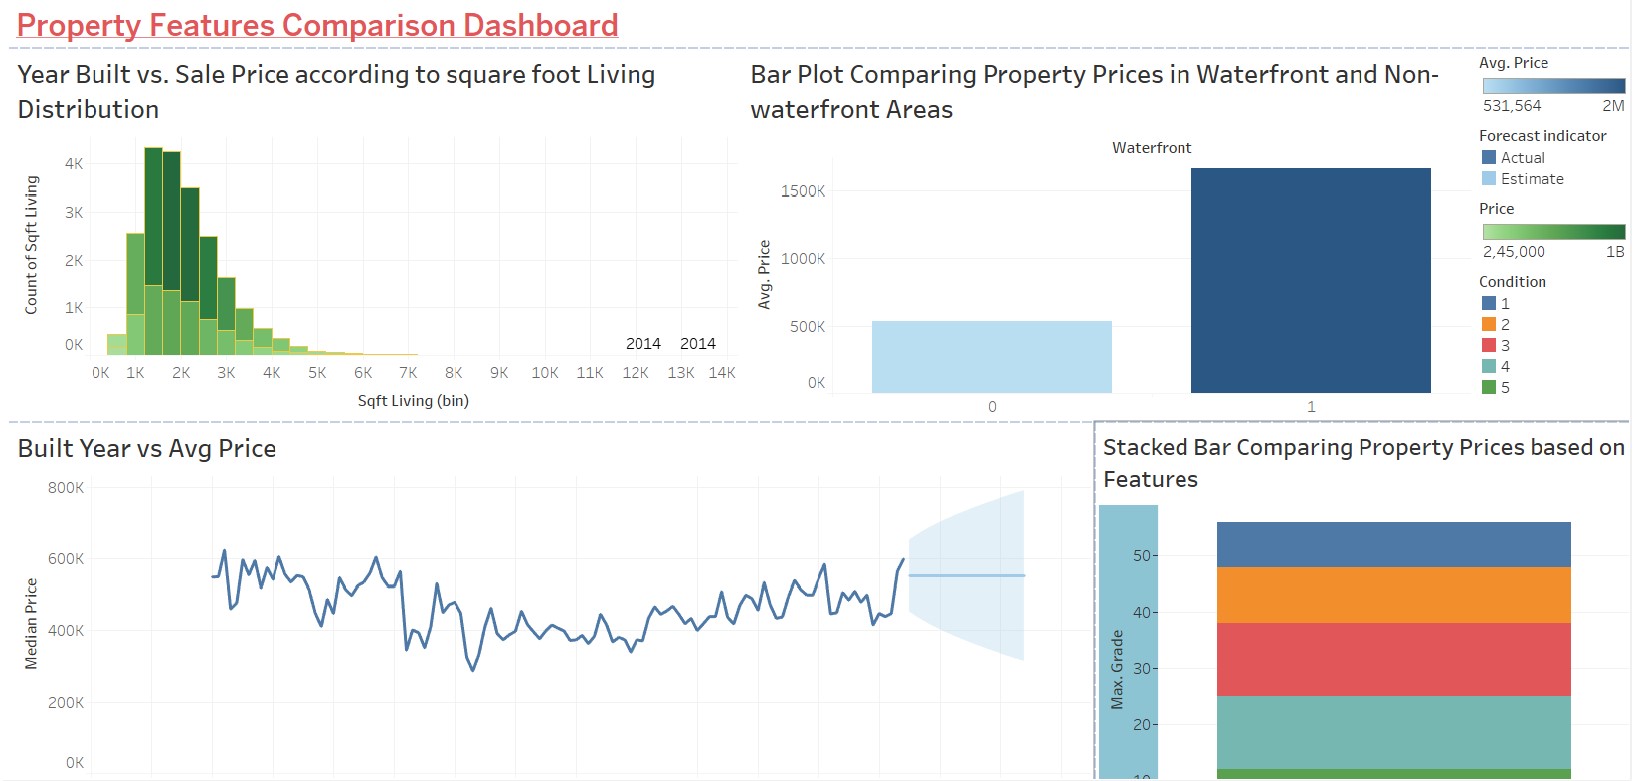 Property Features Comparison Dashboard
Year Built vs. Sale Price according to square foot Living
Distribution
Count of Sqft Living
4K
3K
2K
1K
0K
2014 2014
0K 1K 2K 3K 4K 5K 6K 7K 8K 9K 10K 11K 12K 13K 14K
Sqft Living (bin)
Bar Plot Comparing Property Prices in Waterfront and Non-
waterfront Areas
Waterfront
Avg. Price
1500K
1000K
500K
0K
0 1
Avg. Price
531,564 2M
Forecast indicator
Actual
Estimate
Price
2,45,000 1B
Condition
1
2
3
4
5
Built Year vs Avg Price
Median Price
800K
600K
400K
200K
0K
Stacked Bar Comparing Property Prices based on
Features
Max. Grade
50
40
30
20
10